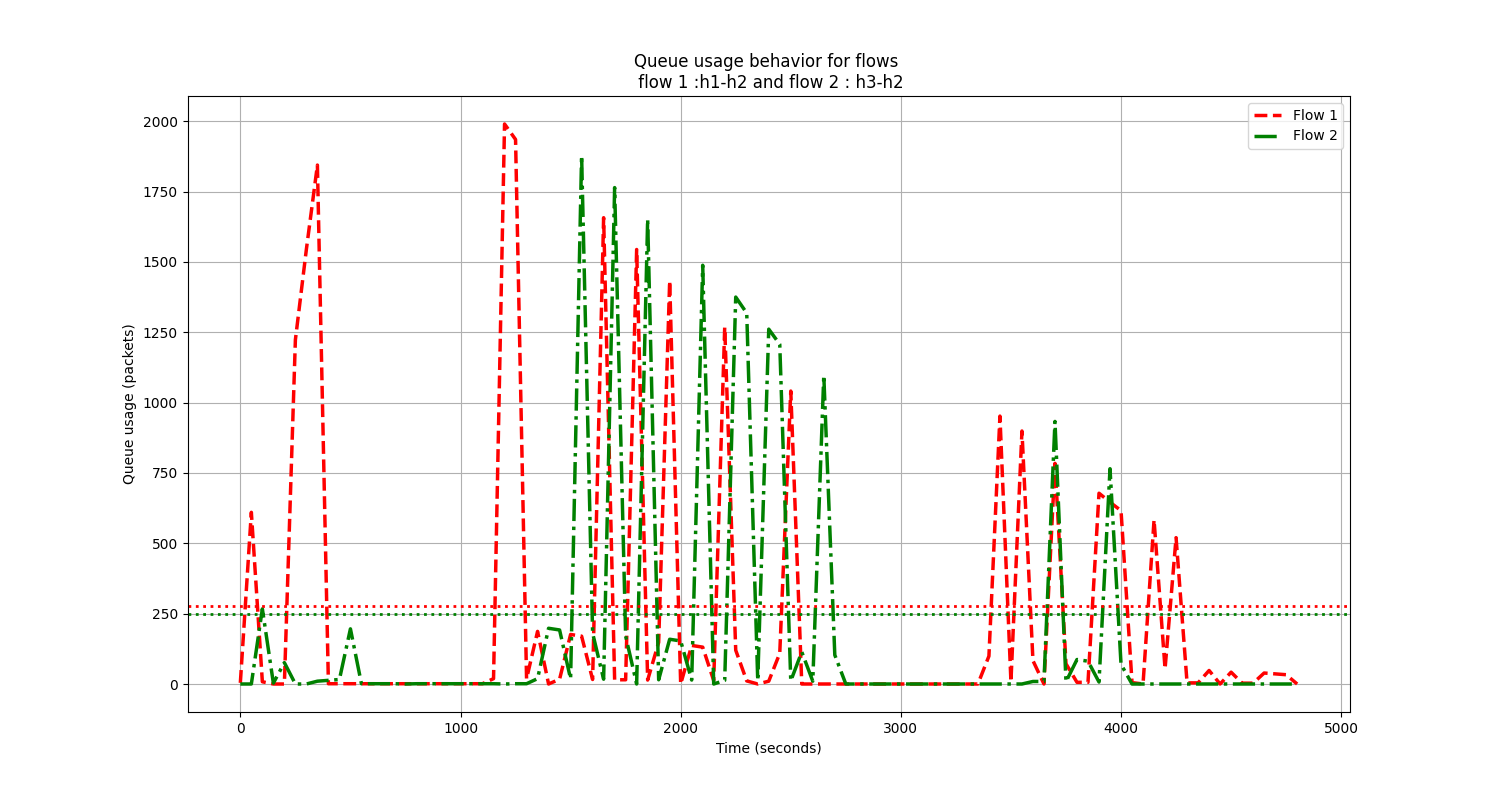 Queue usage behavior for flows
flow 1 :h1-h2 and flow 2 : h3-h2
Flow 1
Flow 2
2000
1750
1500
1250
1000
750
500
250
0
Queue usage (packets)
0 1000 2000 3000 4000 5000
Time (seconds)